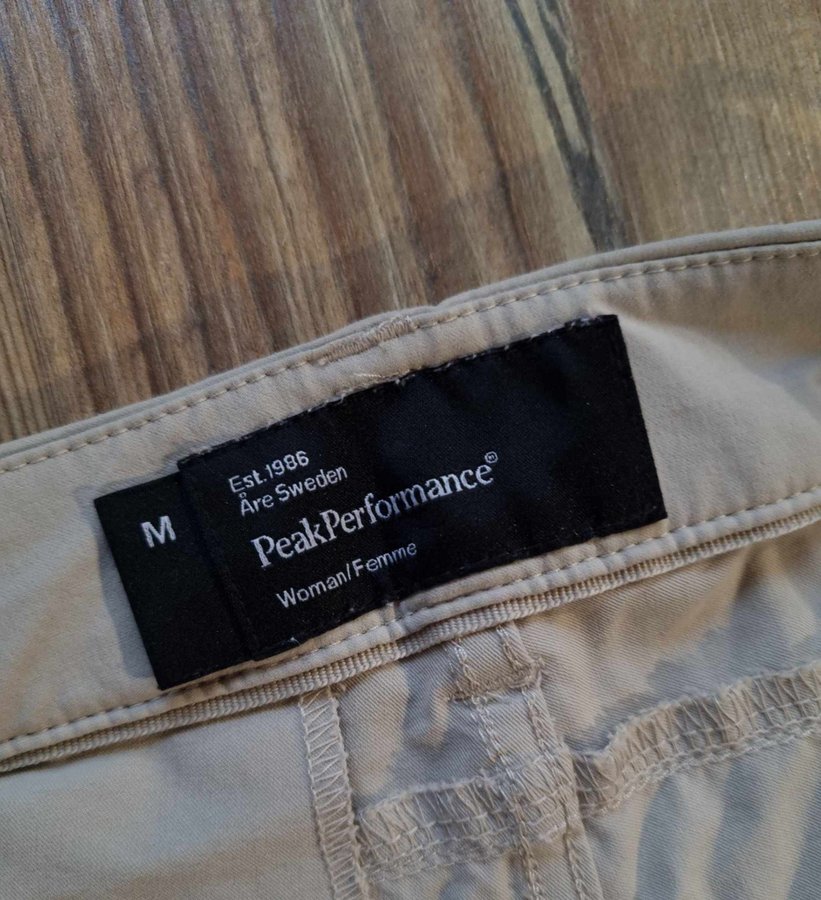 M
Est.1986
Åre Sweden
PeakPerformance®
Woman/Femme